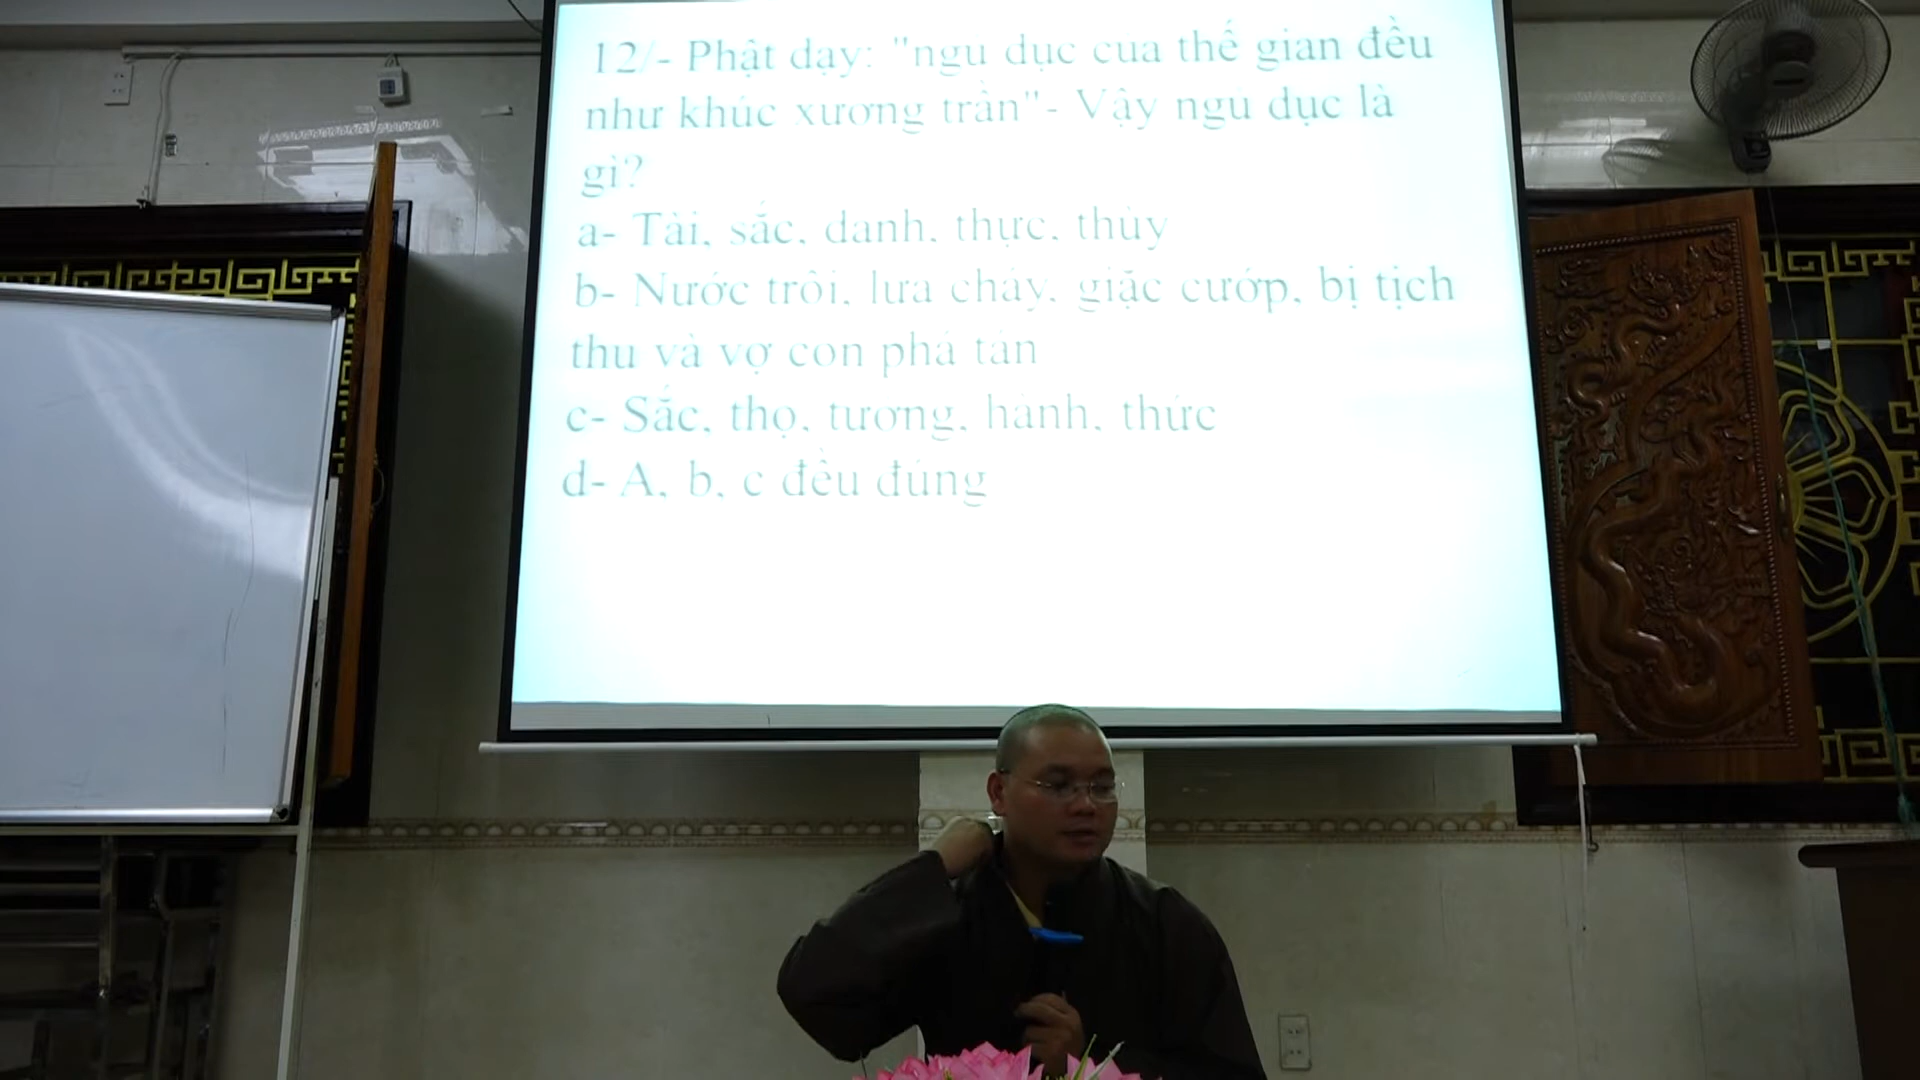 12/- Phật dạy: "ngũ dục của thế gian đều
như khúc xương trần"- Vậy ngũ dục là
gì?
a- Tài, sắc, danh, thực, thùy
b- Nước trôi, lửa cháy, giặc cướp, bị tịch
thu và vợ con phá tán
c- Sắc, thọ, tưởng, hành, thức
d- A, b, c đều đúng